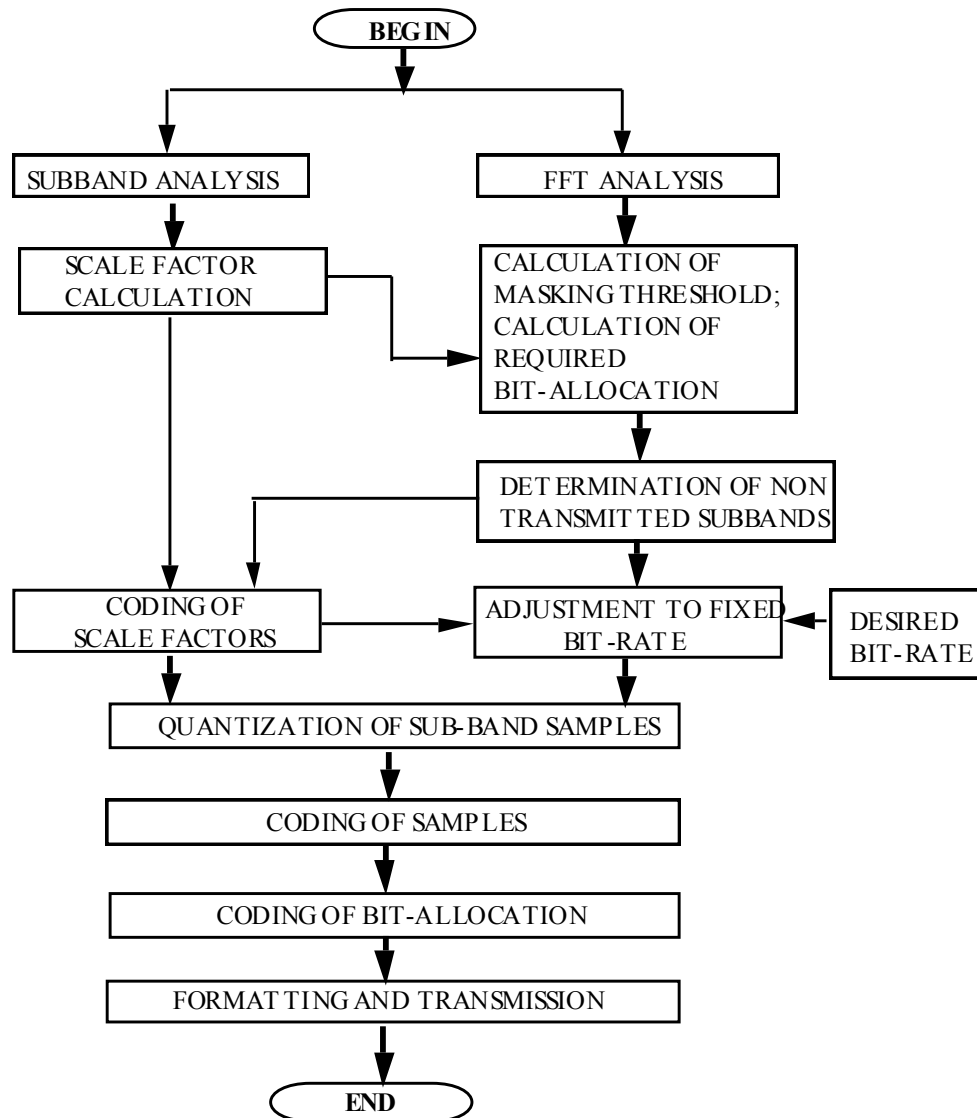 BEGIN
SUBBAND ANALYSIS
FFT ANALYSIS
SCALE FACTOR
CALCULATION
CALCULATION OF
MASKING THRESHOLD;
CALCULATION OF
REQUIRED
BIT-ALLOCATION
DETERMINATION OF NON
TRANSMITTED SUBBANDS
CODING OF
SCALE FACTORS
ADJUSTMENT TO FIXED
BIT-RATE
DESIRED
BIT-RATE
QUANTIZATION OF SUB-BAND SAMPLES
CODING OF SAMPLES
CODING OF BIT-ALLOCATION
FORMATTING AND TRANSMISSION
END